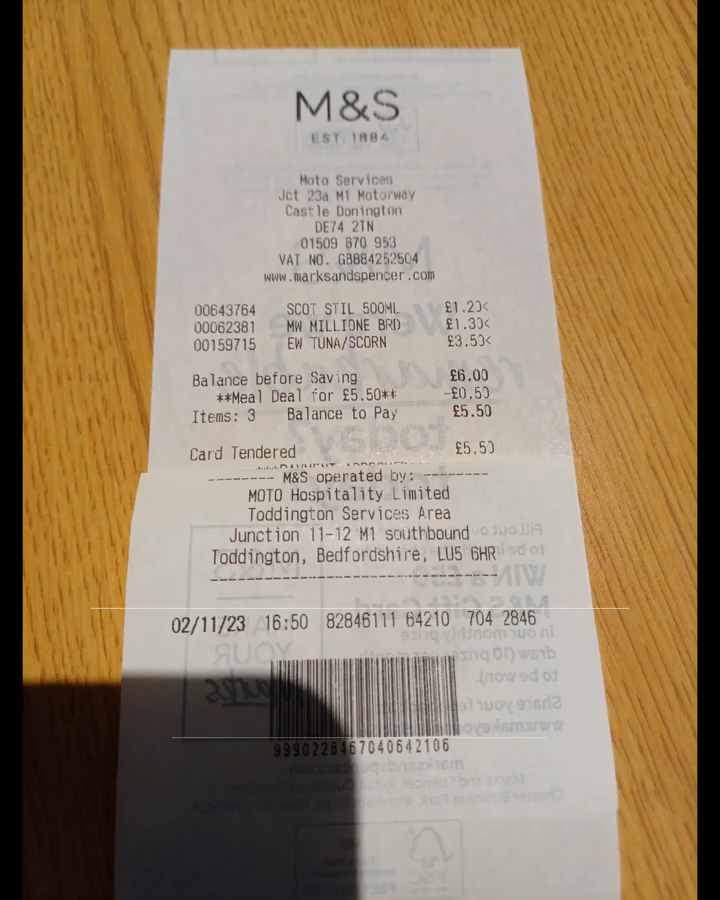 M&S
EST. 1884
Moto Services
Jct 23a M1 Motorway
Castle Donington
DE74 2TN
01509 670 953
VAT NO. GB884252504
www.marksandspencer.com
00643764 SCOT STIL 500ML £1.20<
00062381 MW MILLIONE BRD £1.30<
00159715 EW TUNA/SCORN £3.50<
Balance before Saving £6.00
**Meal Deal for £5.50** -£0.50
Items: 3 Balance to Pay £5.50
Card Tendered £5.50
-------- M&S operated by: --------
MOTO Hospitality Limited
Toddington Services Area
Junction 11-12 M1 southbound
Toddington, Bedfordshire, LU5 6HR
02/11/23 16:50 82846111 64210 704 2846
9990228467040642106